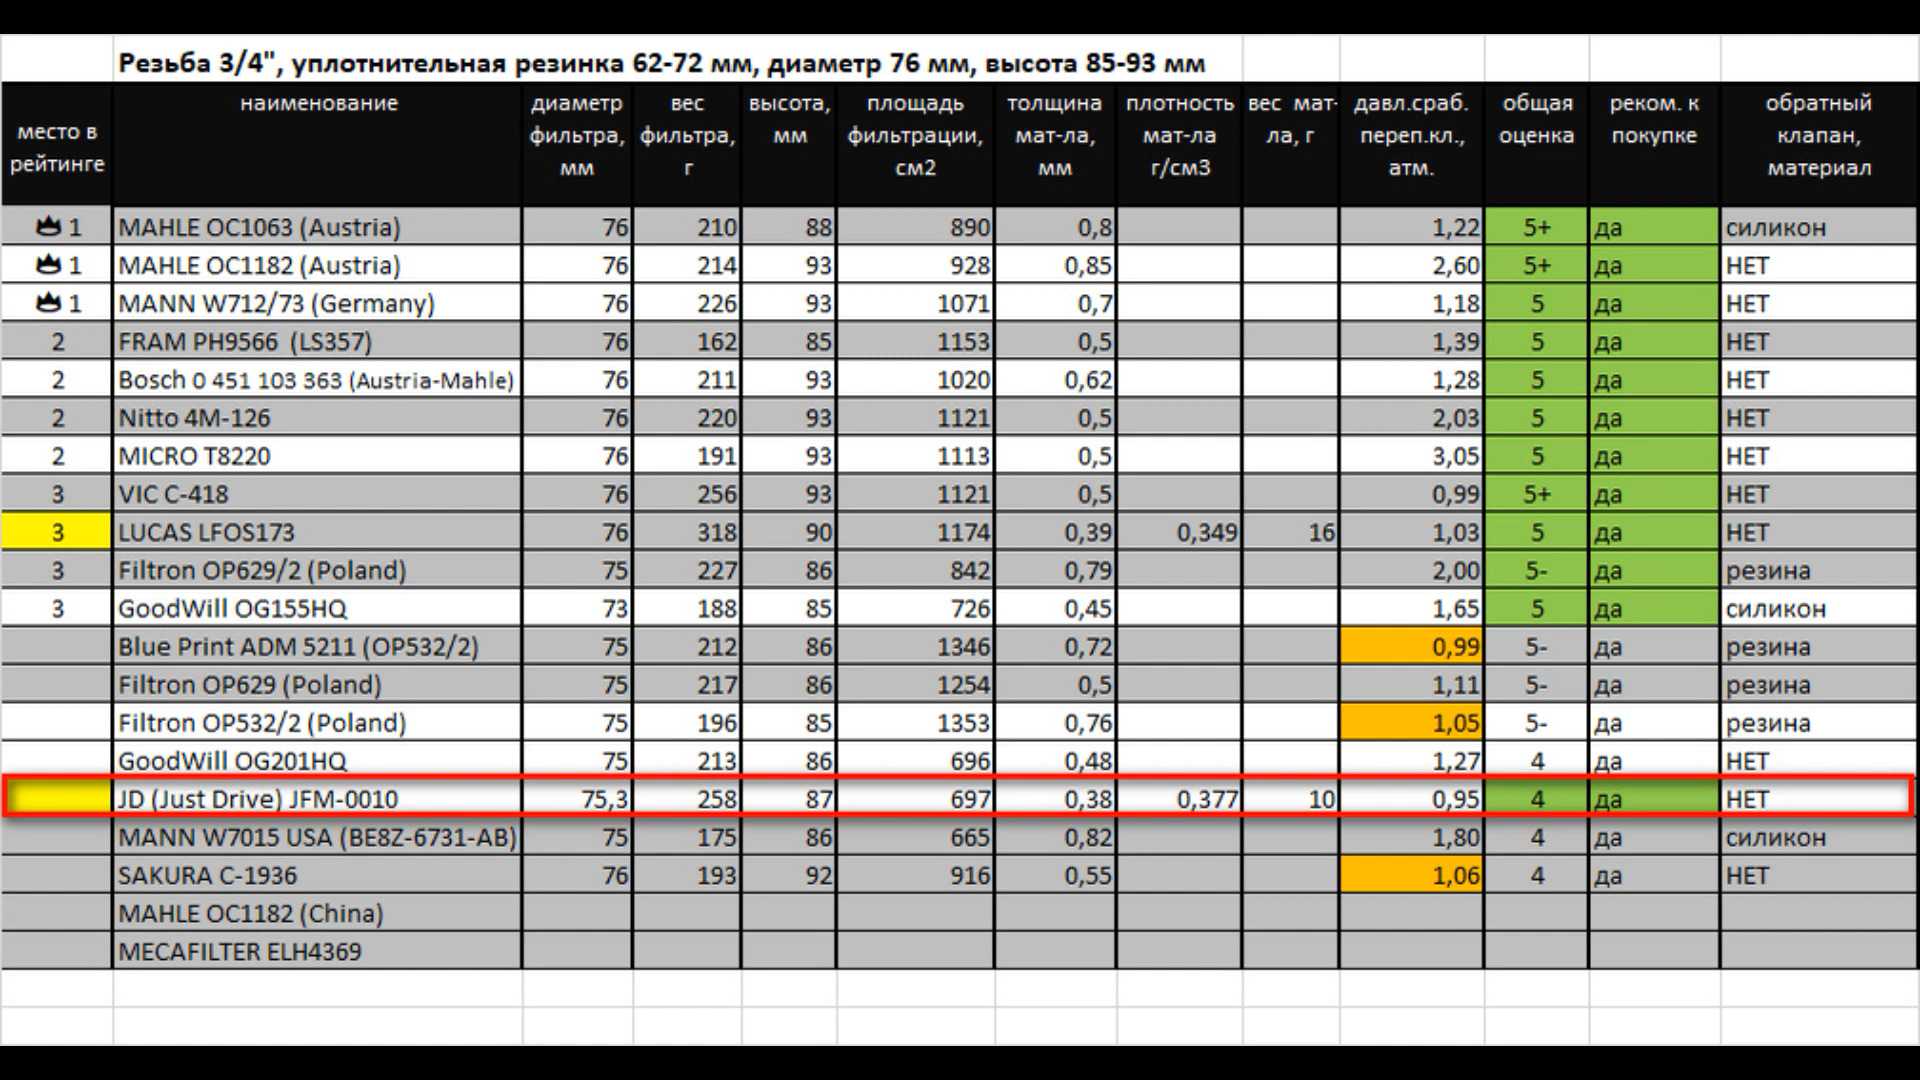 Резьба 3/4", уплотнительная резинка 62-72 мм, диаметр 76 мм, высота 85-93 мм
место в рейтинге наименование диаметр фильтра, мм вес фильтра, г высота, мм площадь фильтрации, см2 толщина мат-ла, мм плотность мат-ла г/см3 вес мат-ла, г давл.сраб. переп.кл., атм. общая оценка реком. к покупке обратный клапан, материал
1 MAHLE OC1063 (Austria) 76 210 88 890 0,8 1,22 5+ да силикон
1 MAHLE OC1182 (Austria) 76 214 93 928 0,85 2,60 5+ да НЕТ
1 MANN W712/73 (Germany) 76 226 93 1071 0,7 1,18 5 да НЕТ
2 FRAM PH9566 (LS357) 76 162 85 1153 0,5 1,39 5 да НЕТ
2 Bosch 0 451 103 363 (Austria-Mahle) 76 211 93 1020 0,62 1,28 5 да НЕТ
2 Nitto 4M-126 76 220 93 1121 0,5 2,03 5 да НЕТ
2 MICRO T8220 76 191 93 1113 0,5 3,05 5 да НЕТ
3 VIC C-418 76 256 93 1121 0,5 0,99 5+ да НЕТ
3 LUCAS LFOS173 76 318 90 1174 0,39 0,349 16 1,03 5 да НЕТ
3 Filtron OP629/2 (Poland) 75 227 86 842 0,79 2,00 5- да резина
3 GoodWill OG155HQ 73 188 85 726 0,45 1,65 5 да силикон
Blue Print ADM 5211 (OP532/2) 75 212 86 1346 0,72 0,99 5- да резина
Filtron OP629 (Poland) 75 217 86 1254 0,5 1,11 5- да резина
Filtron OP532/2 (Poland) 75 196 85 1353 0,76 1,05 5- да резина
GoodWill OG201HQ 75 213 86 696 0,48 1,27 4 да НЕТ
JD (Just Drive) JFM-0010 75,3 258 87 697 0,38 0,377 10 0,95 4 да НЕТ
MANN W7015 USA (BE8Z-6731-AB) 75 175 86 665 0,82 1,80 4 да силикон
SAKURA C-1936 76 193 92 916 0,55 1,06 4 да НЕТ
MAHLE OC1182 (China)
MECAFILTER ELH4369